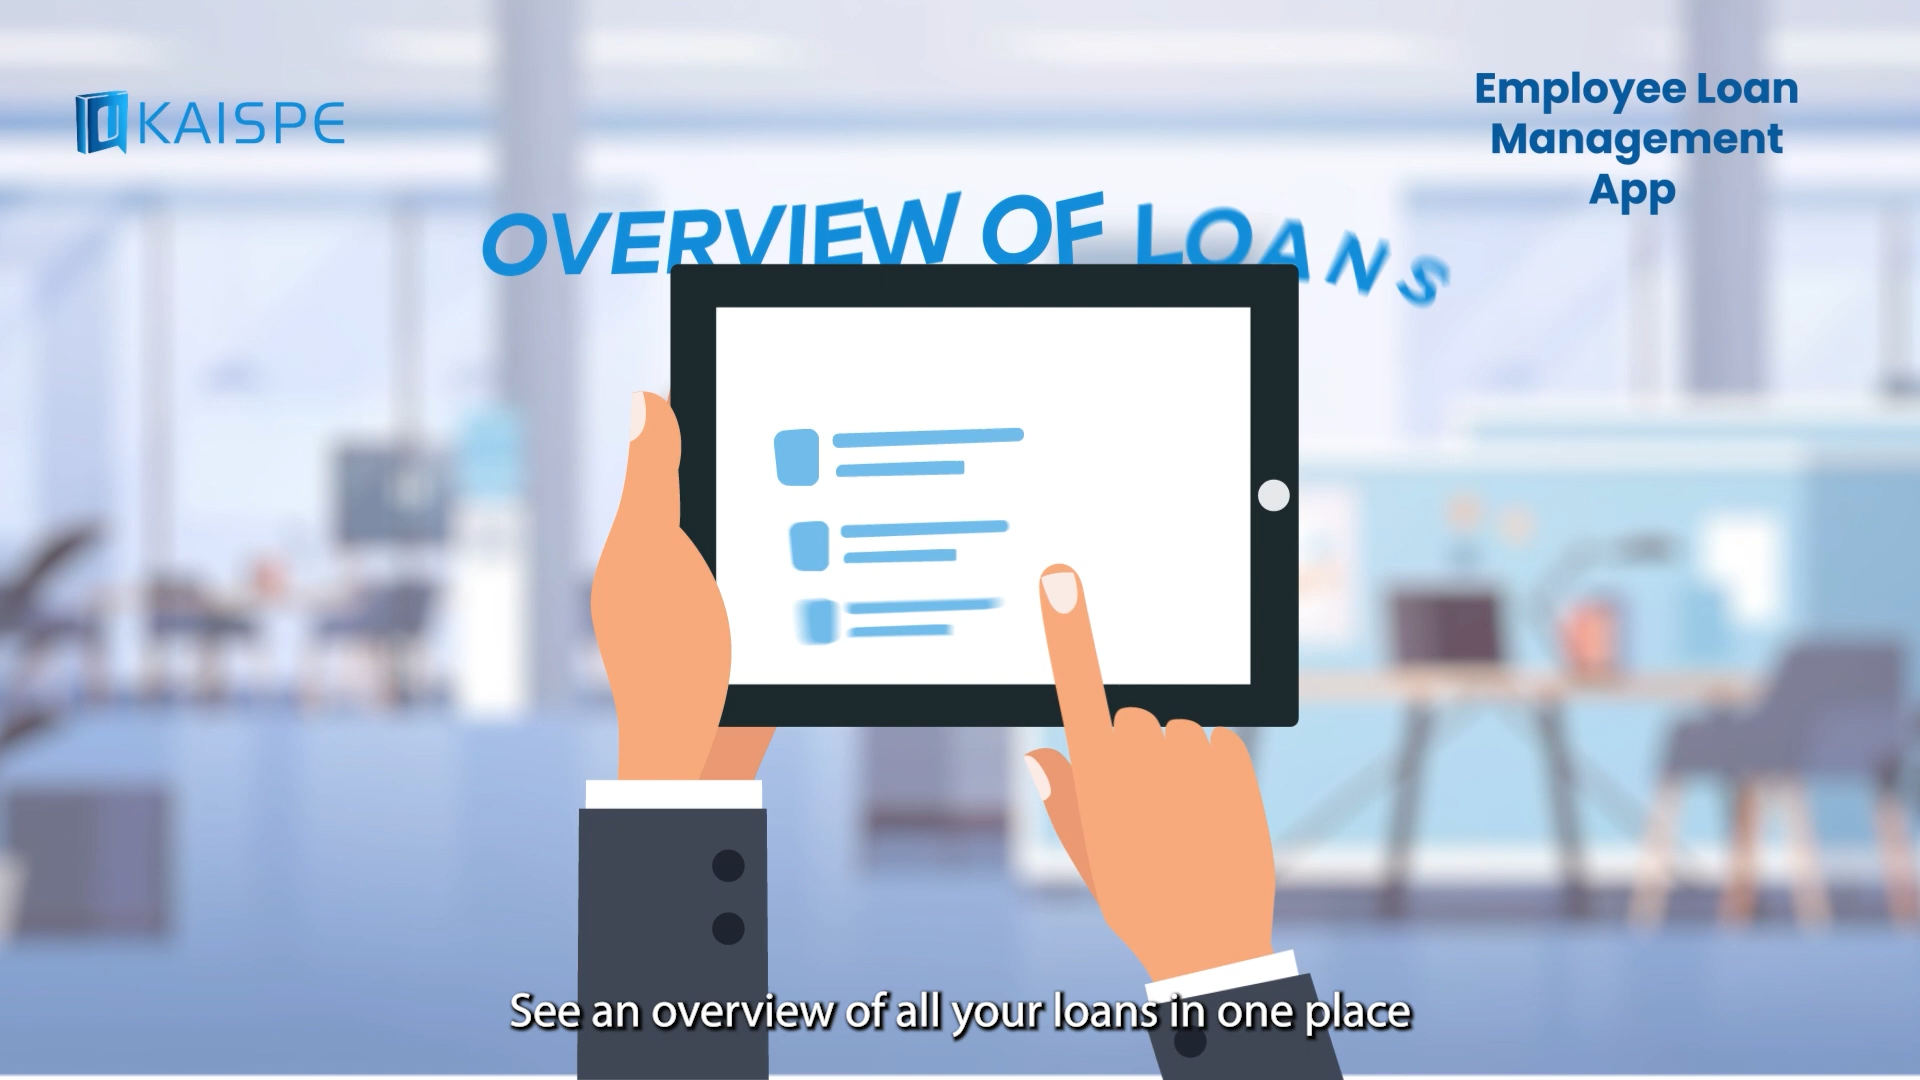 KAISPE
Employee Loan
Management
App
OVERVIEW OF LOANS
See an overview of all your loans in one place